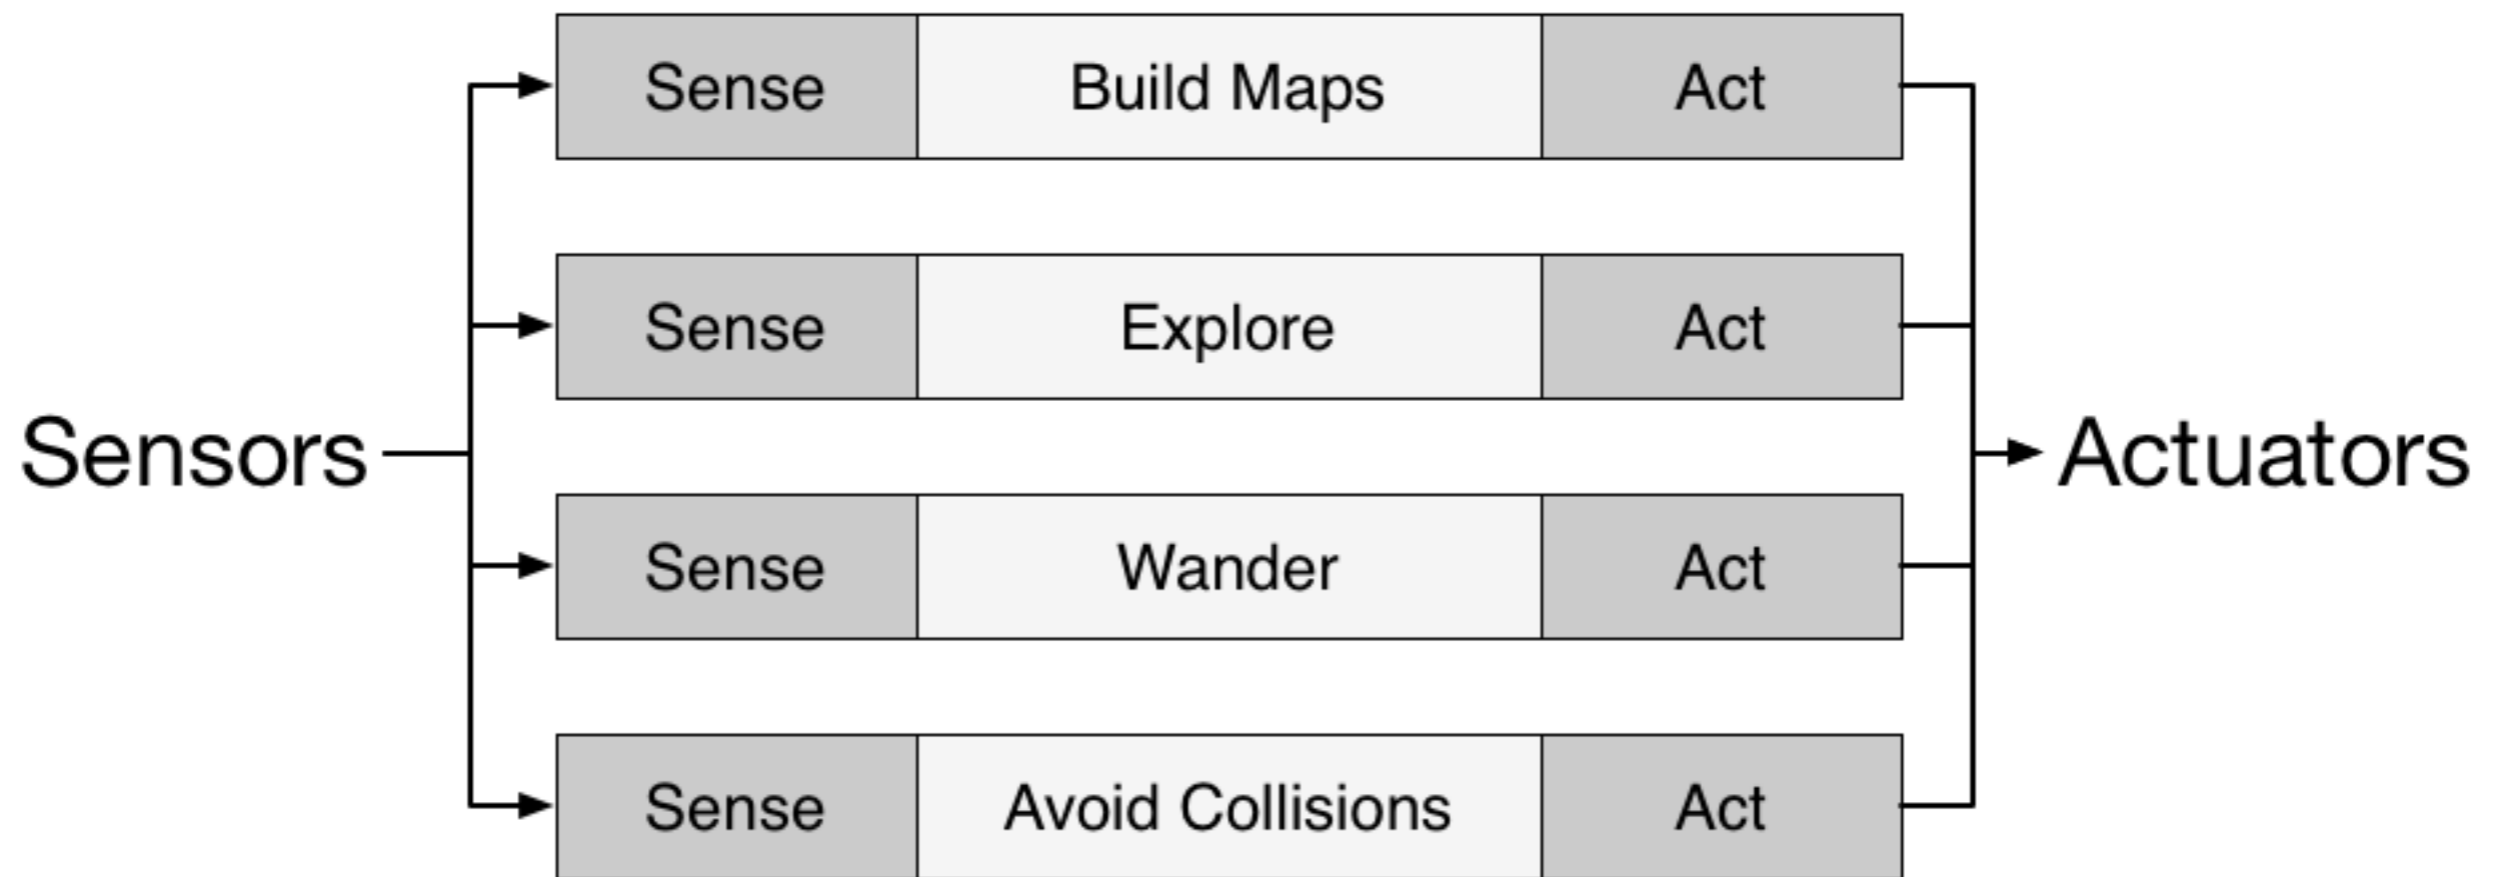 Sense Build Maps Act
Sense Explore Act
Sensors Actuators
Sense Wander Act
Sense Avoid Collisions Act